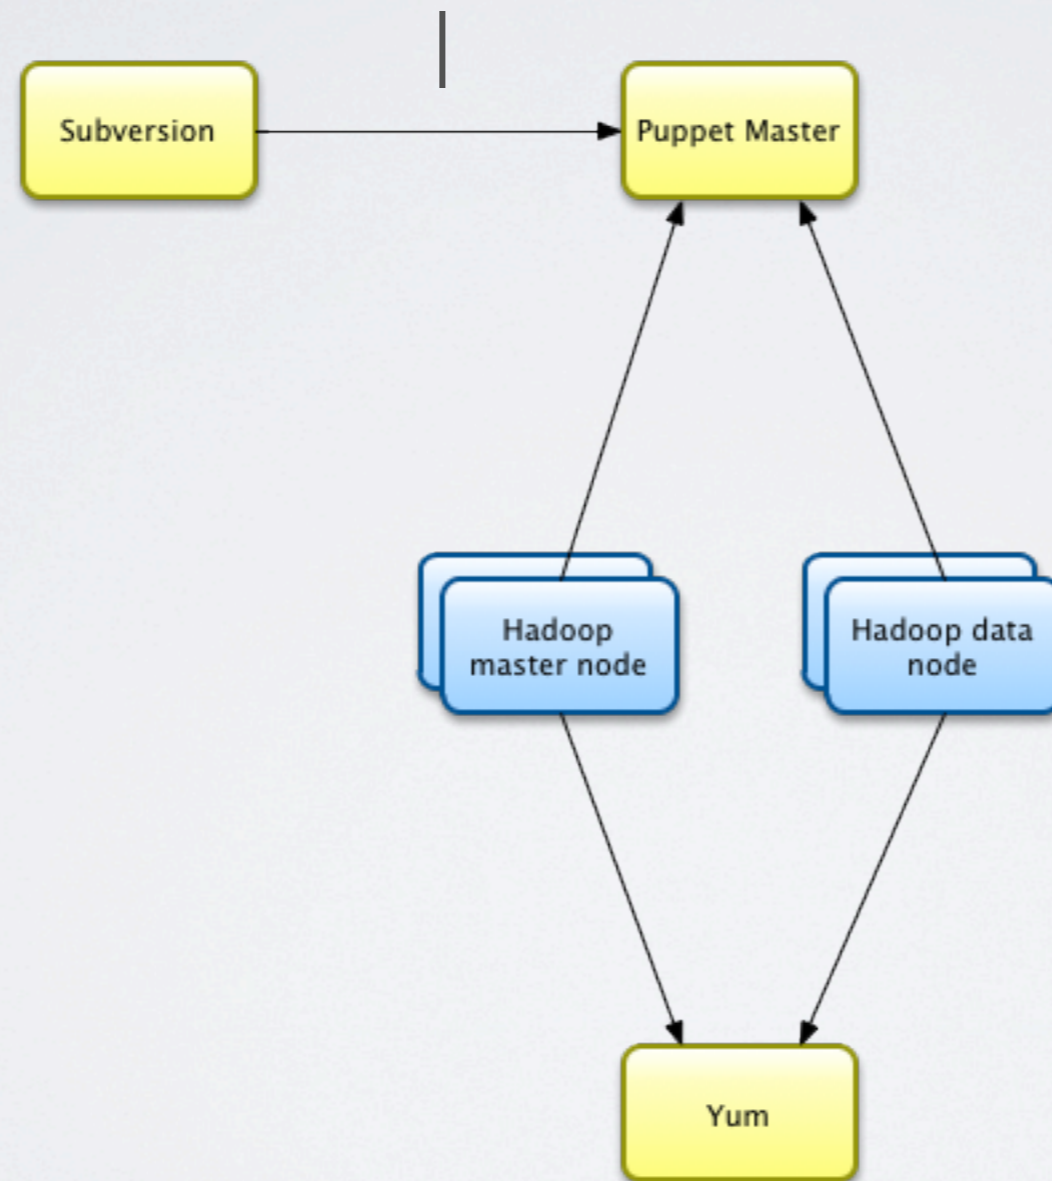 Subversion
Puppet Master
Hadoop
master node
Hadoop data
node
Yum